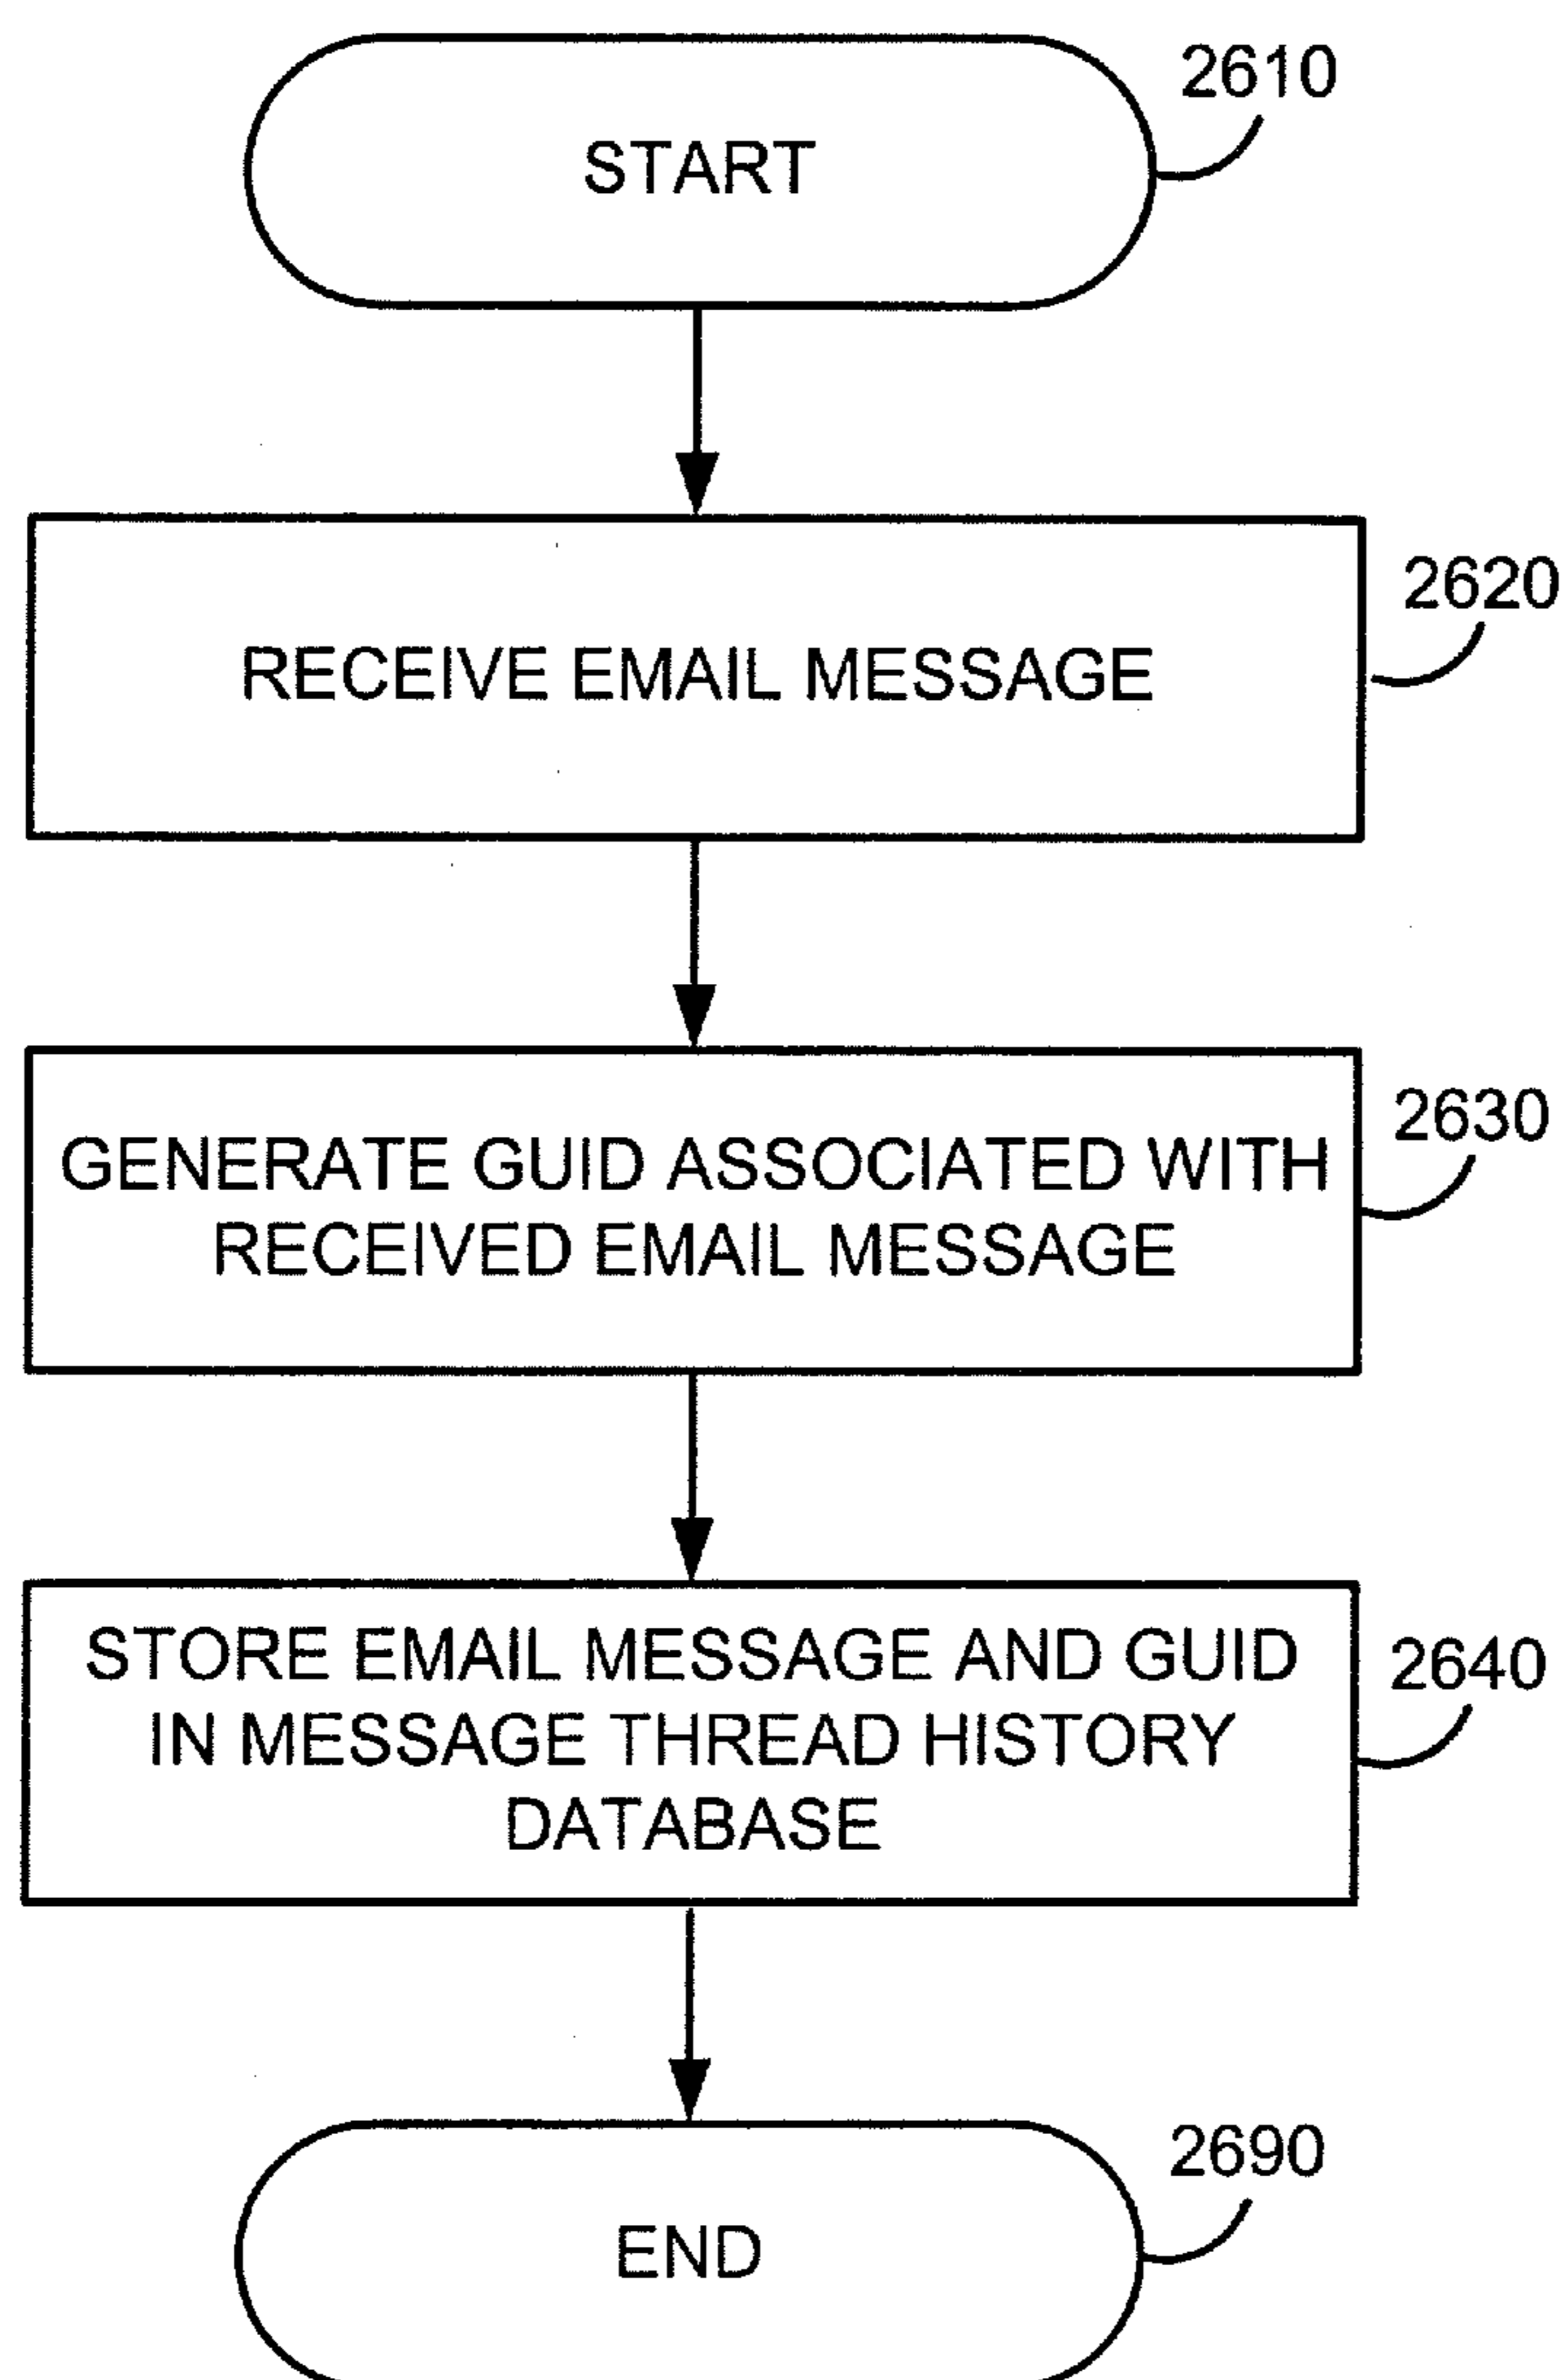 2610
START
2620
RECEIVE EMAIL MESSAGE
2630
GENERATE GUID ASSOCIATED WITH
RECEIVED EMAIL MESSAGE
2640
STORE EMAIL MESSAGE AND GUID
IN MESSAGE THREAD HISTORY
DATABASE
2690
END